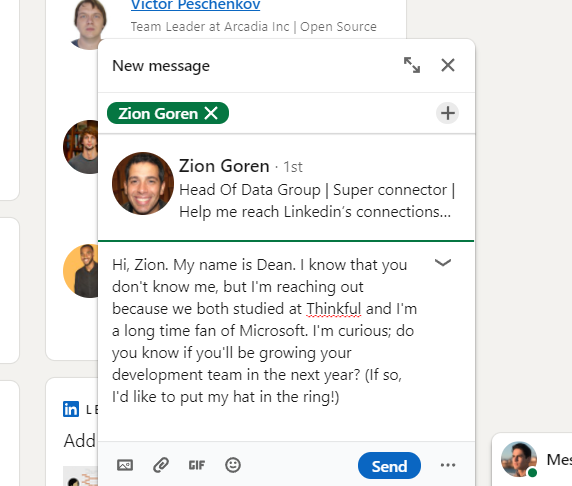 Victor Peschenkov
Team Leader at Arcadia Inc | Open Source
New message
Zion Goren
Zion Goren · 1st
Head Of Data Group | Super connector |
Help me reach Linkedin's connections...
Hi, Zion. My name is Dean. I know that you
don't know me, but I'm reaching out
because we both studied at Thinkful and I'm
a long time fan of Microsoft. I'm curious; do
you know if you'll be growing your
development team in the next year? (If so,
I'd like to put my hat in the ring!)
in LE
Add
GIF
Send
Mes